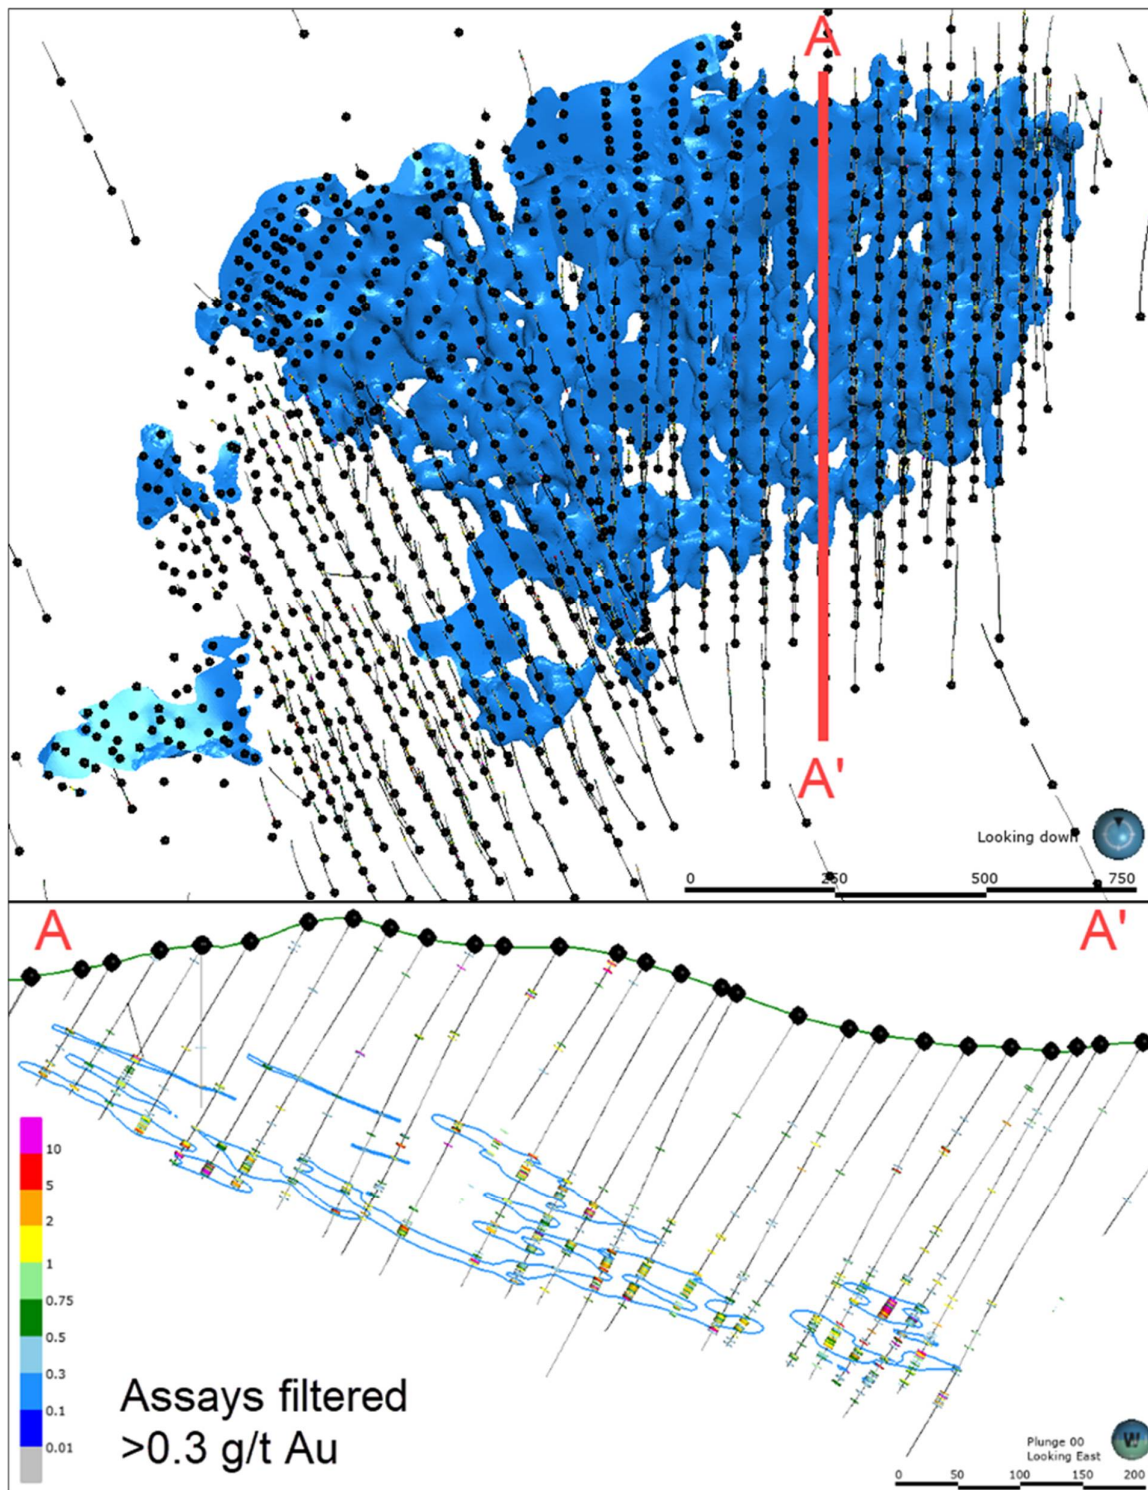 A
A'
Looking down
0 250 500 750
A
A'
10
5
2
1
0.75
0.5
0.3
0.1
0.01
Assays filtered
>0.3 g/t Au
W
Plunge 00
Looking East
0 50 100 150 200